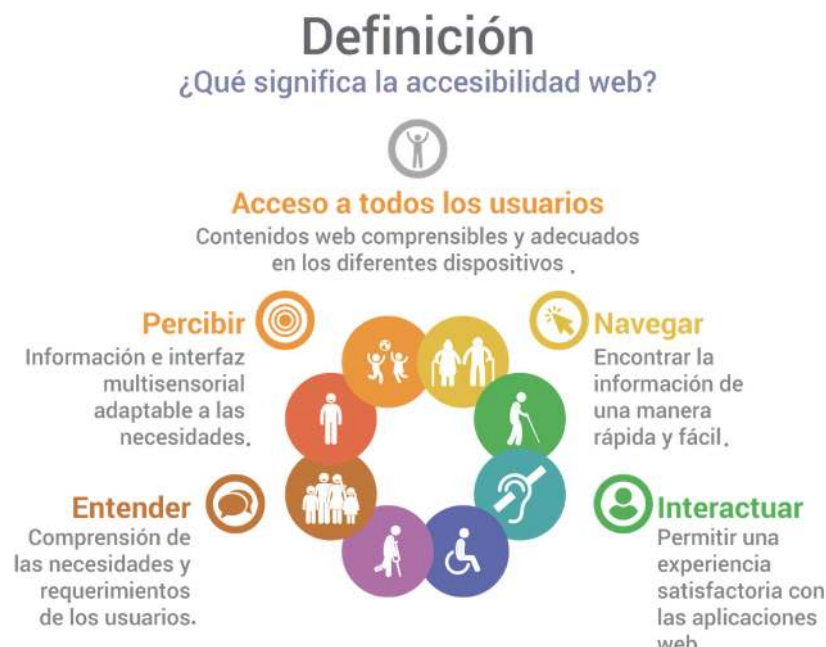 Definición
¿Qué significa la accesibilidad web?
Acceso a todos los usuarios
Contenidos web comprensibles y adecuados
en los diferentes dispositivos .
Percibir
Información e interfaz
multisensorial
adaptable a las
necesidades.
Navegar
Encontrar la
información de
una manera
rápida y fácil.
Entender
Comprensión de
las necesidades y
requerimientos
de los usuarios.
Interactuar
Permitir una
experiencia
satisfactoria con
las aplicaciones
web